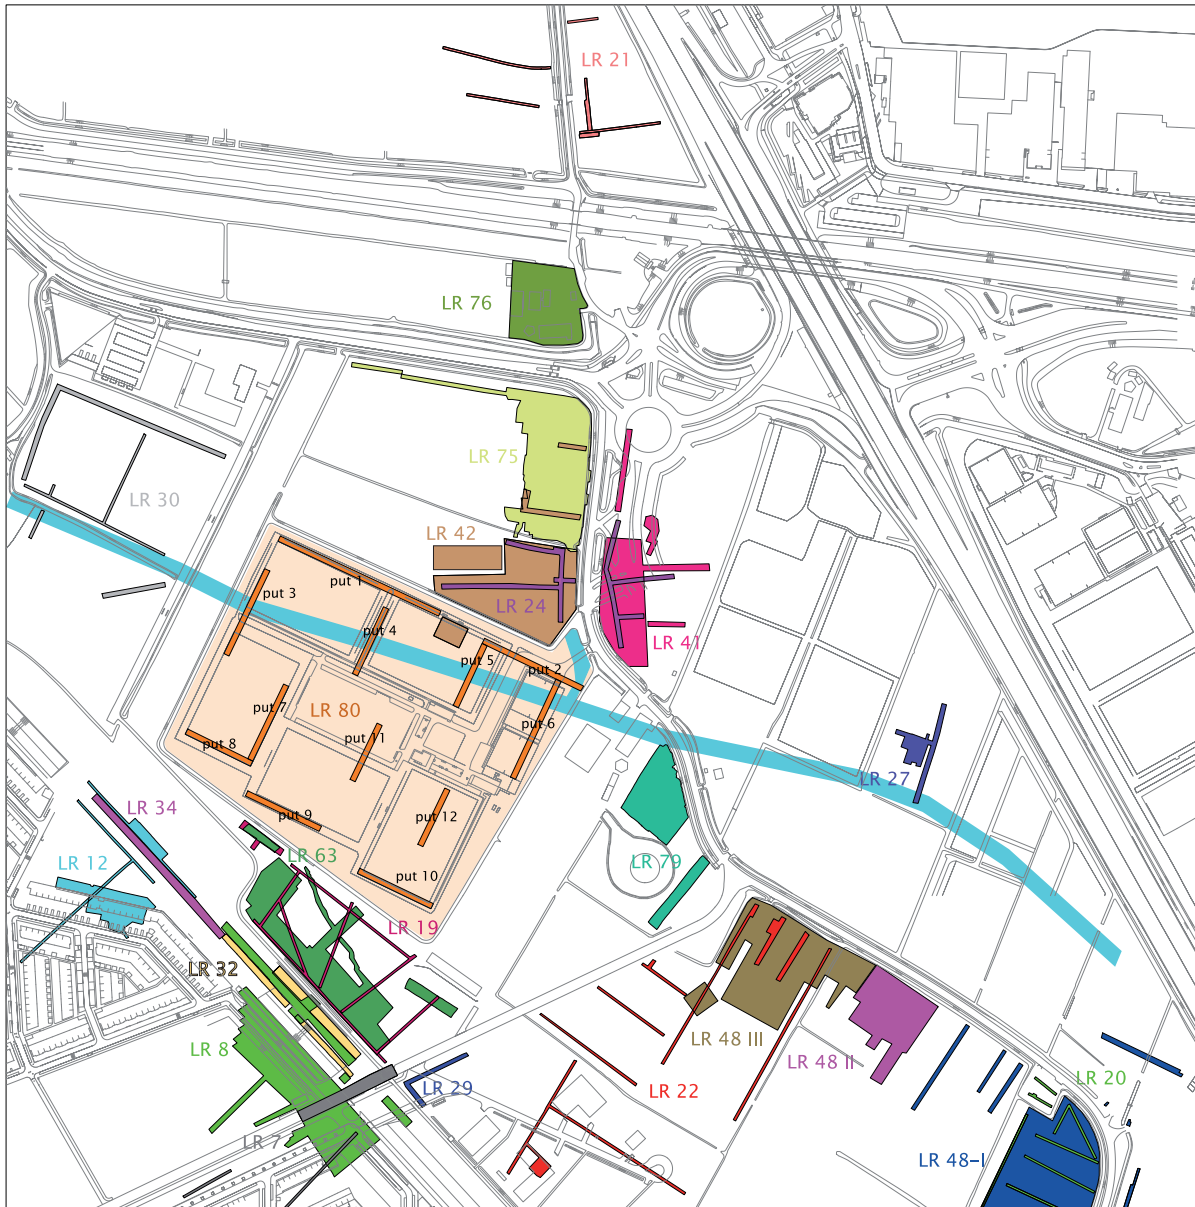 LR 21
LR 76
LR 75
LR 30
LR 42
put 1
put 3
LR 24
put 4
LR 41
put 5
put 2
put 7
LR 80
put 6
put 8
put 11
LR 27
LR 34
put 9
put 12
LR 63
LR 12
LR 79
put 10
LR 19
LR 32
LR 48 III
LR 8
LR 48 II
LR 29
LR 22
LR 20
LR 7
LR 48-I